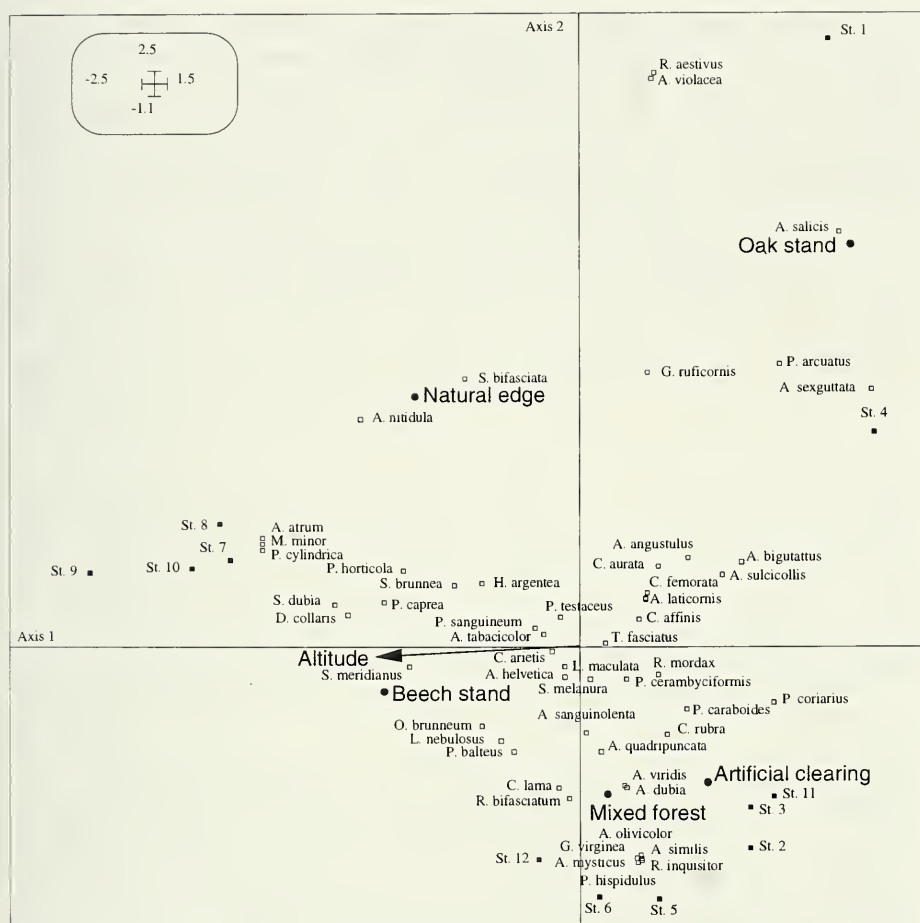 Axis 2
St. 1
2.5
-2.5 1.5
-1.1
R. aestivus
A. violacea
A. salicis
Oak stand
P. arcuatus
G. ruficornis
A. sexguttata
S. bifasciata
Natural edge
St. 4
A. nitidula
St. 8
A. atrum
M. minor
St. 7
P. cylindrica
A. angustulus
A. bigutattus
St. 9
St. 10
P. horticola
C. aurata
A. sulcicollis
S. brunnea
H. argentea
C. femorata
A. laticornis
S. dubia
P. caprea
P. testaceus
D. collaris
C. affinis
P. sanguineum
A. tabacicolor
T. fasciatus
Axis 1
Altitude
C. arietis
L. maculata
R. mordax
S. meridianus
A. helvetica
P. cerambyciformis
S. melanura
Beech stand
P coriarius
A sanguinolenta
P. caraboides
O. brunneum
C. rubra
L. nebulosus
A. quadripuncata
P. balteus
A. viridis
Artificial clearing
C. lama
A dubia
St. 11
R. bifasciatum
Mixed forest
St. 3
A. olivicolor
G. virginea
A similis
St. 2
St. 12
A. mysticus
R. inquisitor
P. hispidulus
St. 6
St. 5